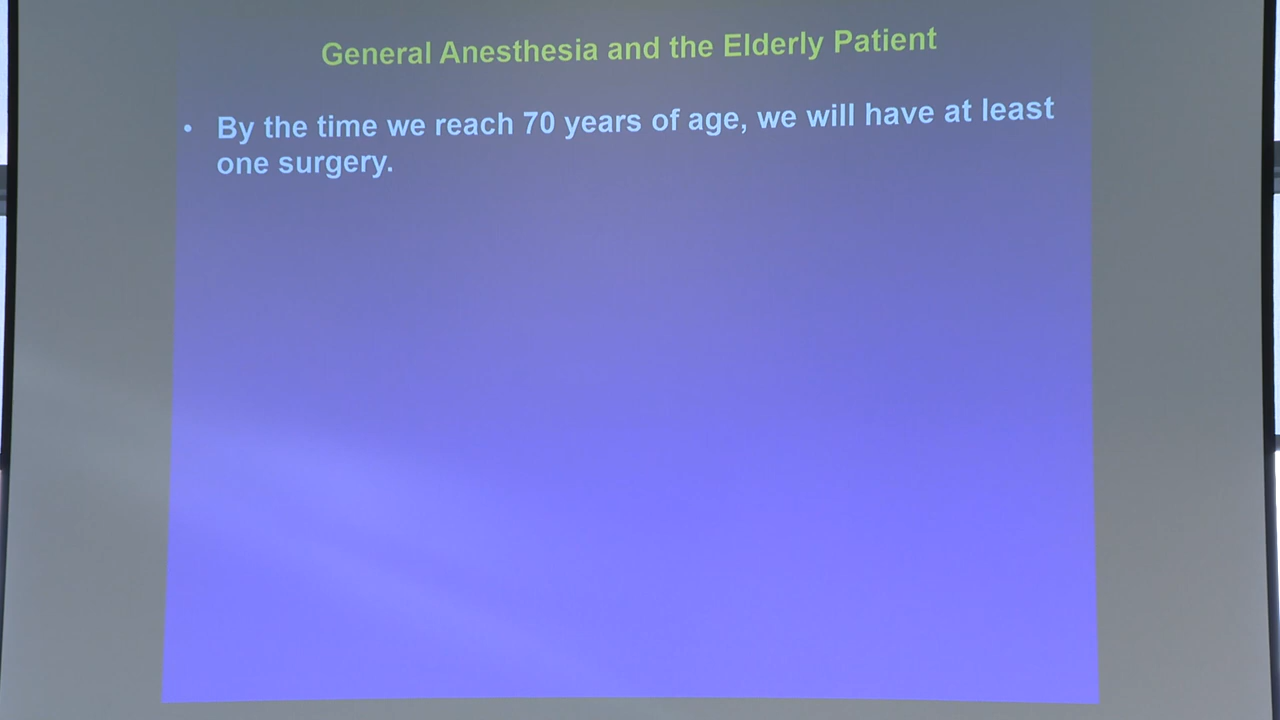 General Anesthesia and the Elderly Patient
• By the time we reach 70 years of age, we will have at least
one surgery.